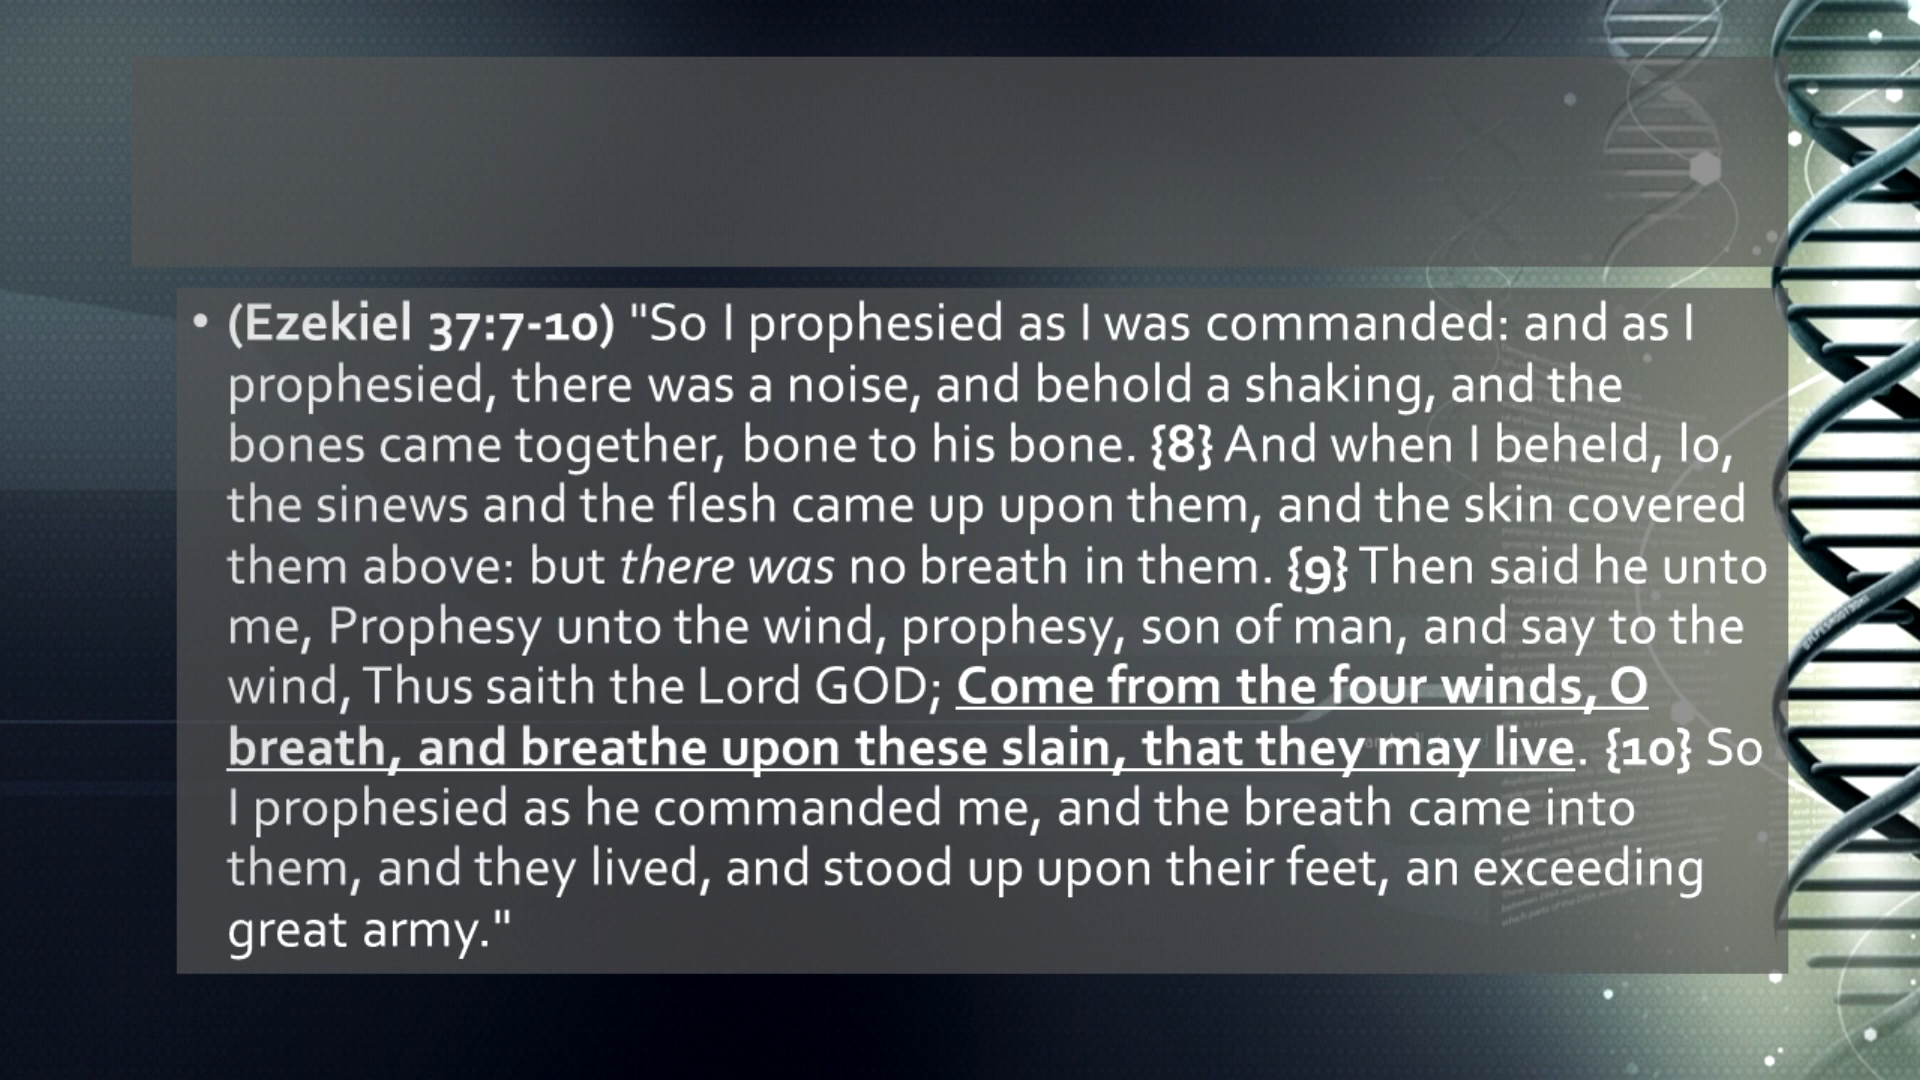 • (Ezekiel 37:7-10) "So I prophesied as I was commanded: and as I
prophesied, there was a noise, and behold a shaking, and the
bones came together, bone to his bone. {8} And when I beheld, lo,
the sinews and the flesh came up upon them, and the skin covered
them above: but there was no breath in them. {9} Then said he unto
me, Prophesy unto the wind, prophesy, son of man, and say to the
wind, Thus saith the Lord GOD; Come from the four winds, O
breath, and breathe upon these slain, that they may live. {10} So
I prophesied as he commanded me, and the breath came into
them, and they lived, and stood up upon their feet, an exceeding
great army."